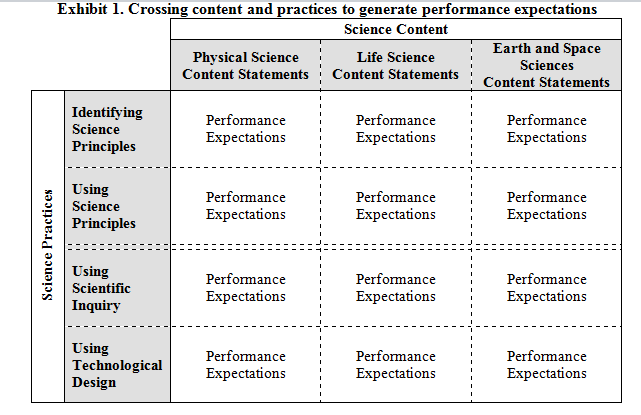 Exhibit 1. Crossing content and practices to generate performance expectations
Science Content
Physical Science
Content Statements
Life Science
Content Statements
Earth and Space
Sciences
Content Statements
Science Practices
Identifying
Science
Principles
Performance
Expectations
Performance
Expectations
Performance
Expectations
Using
Science
Principles
Performance
Expectations
Performance
Expectations
Performance
Expectations
Using
Scientific
Inquiry
Performance
Expectations
Performance
Expectations
Performance
Expectations
Using
Technological
Design
Performance
Expectations
Performance
Expectations
Performance
Expectations